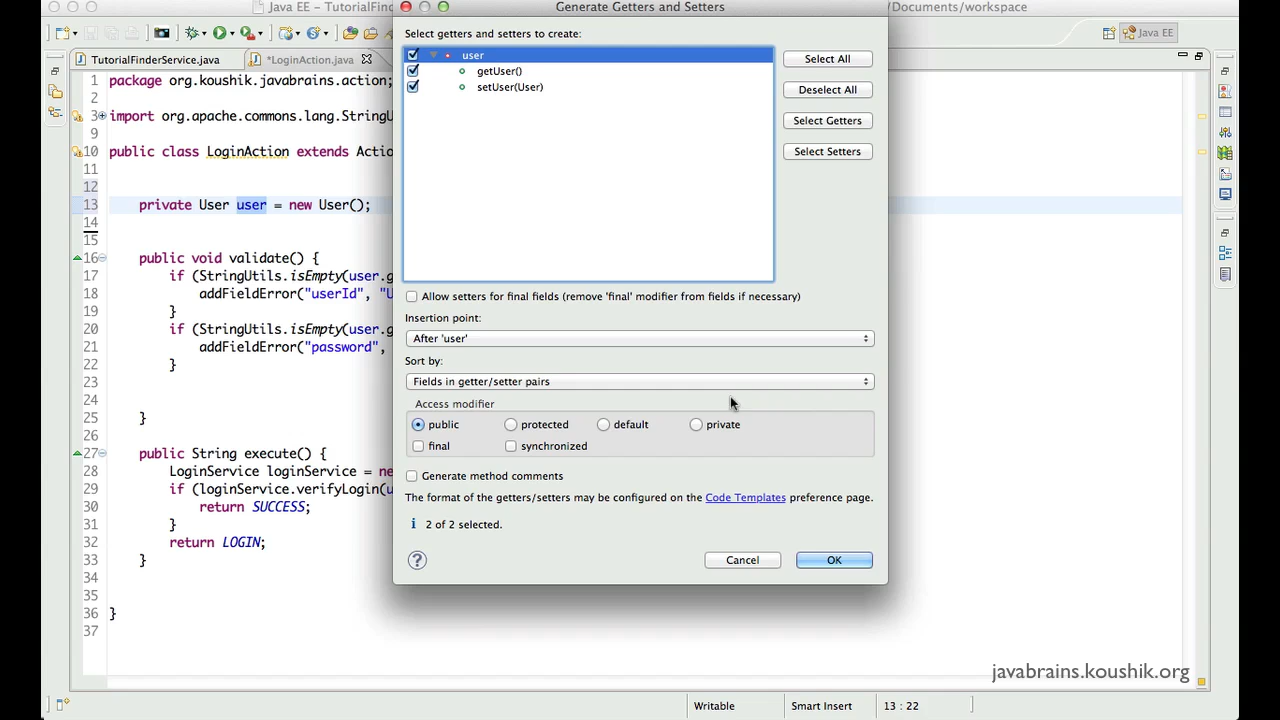 Java EE - TutorialFinde
Generate Getters and Setters
/Documents/workspace
Java EE
TutorialFinderService.java
*LoginAction.java
Select getters and setters to create:
user
getUser()
setUser(User)
Select All
Deselect All
Select Getters
Select Setters
1 package org.koushik.javabrains.action;
2
3 import org.apache.commons.lang.StringU
9
10 public class LoginAction extends Actio
11
12
13 private User user = new User();
14
15
16 public void validate() {
17 if (StringUtils.isEmpty(user.g
18 addFieldError("userId", "U
19 }
20 if (StringUtils.isEmpty(user.g
21 addFieldError("password",
22 }
23
24
25 }
26
27 public String execute() {
28 LoginService loginService = ne
29 if (loginService.verifyLogin(u
30 return SUCCESS;
31 }
32 return LOGIN;
33 }
34
35
36 }
37
Allow setters for final fields (remove 'final' modifier from fields if necessary)
Insertion point:
After 'user'
Sort by:
Fields in getter/setter pairs
Access modifier
public protected default private
final synchronized
Generate method comments
The format of the getters/setters may be configured on the Code Templates preference page.
i 2 of 2 selected.
?
Cancel OK
javabrains.koushik.org
Writable Smart Insert 13 : 22